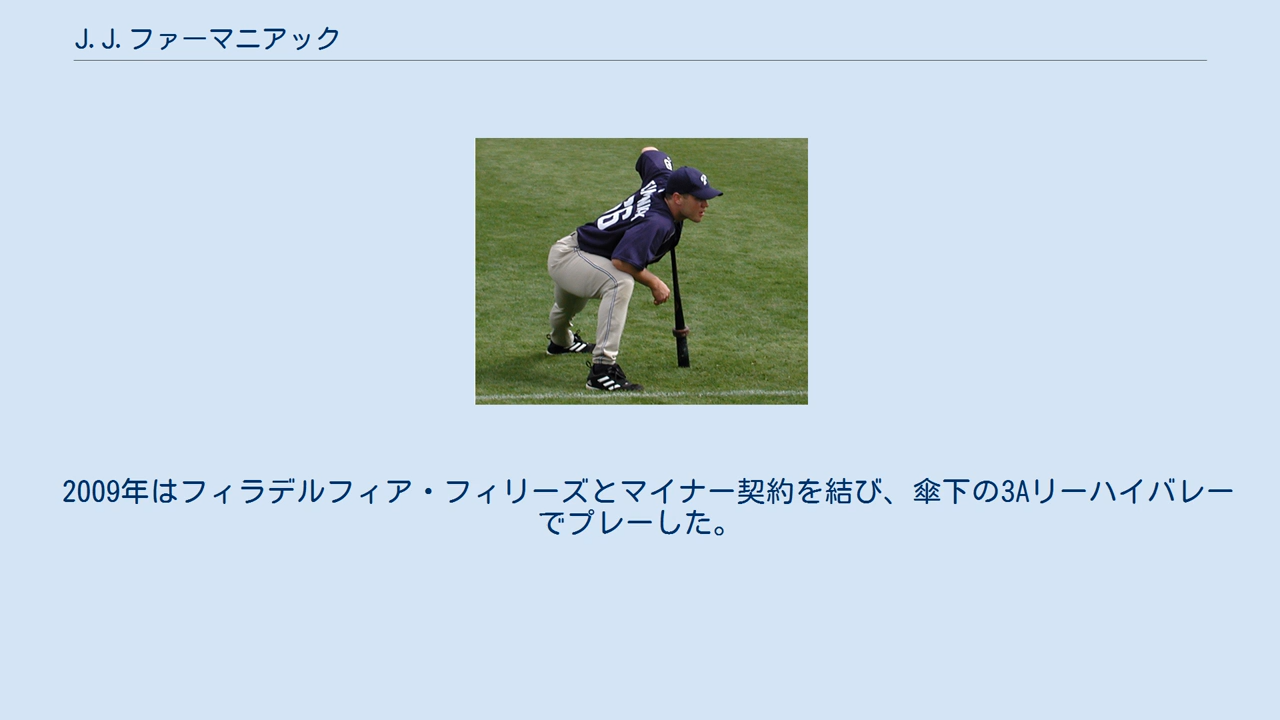 J.J.ファーマニアック
2009年はフィラデルフィア・フィリーズとマイナー契約を結び、傘下の3Aリーハイバレー
でプレーした。